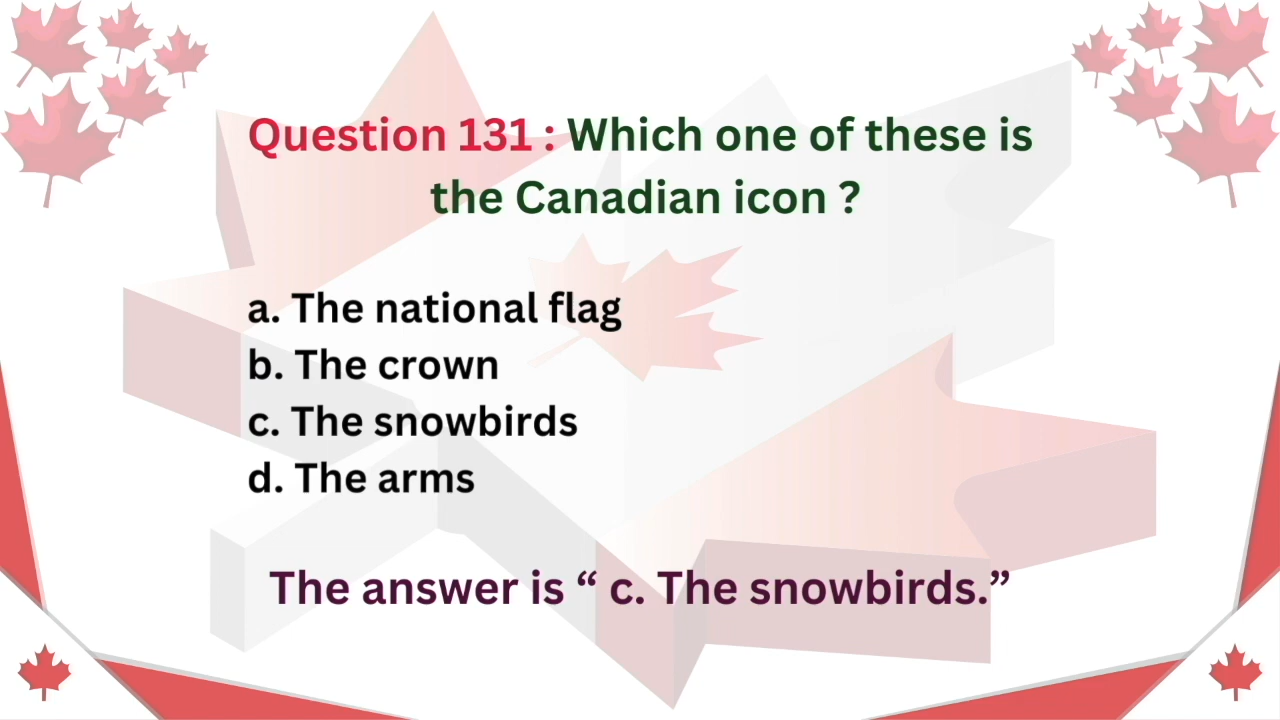 Question 131 : Which one of these is
the Canadian icon ?
a. The national flag
b. The crown
c. The snowbirds
d. The arms
The answer is “ c. The snowbirds.”